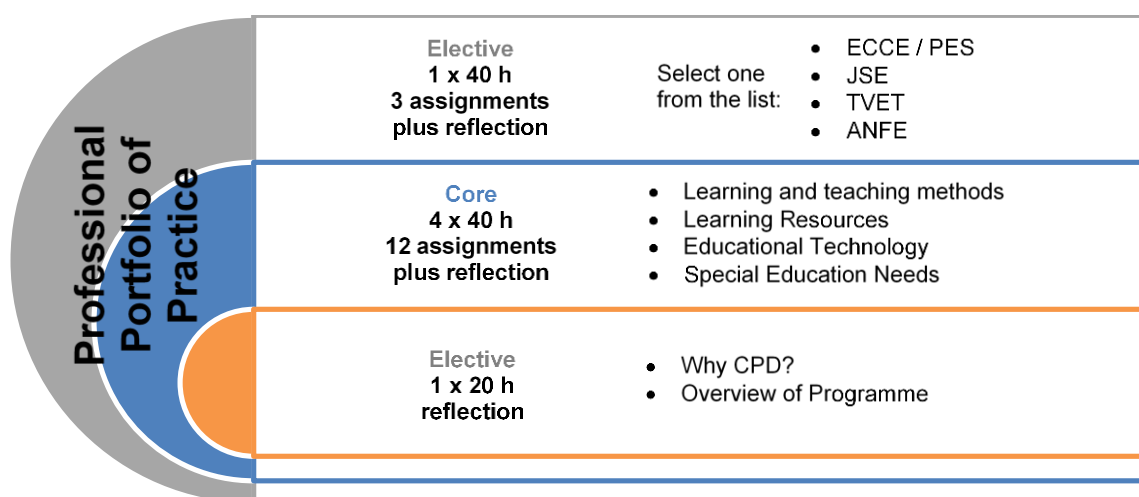 Professional
Portfolio of
Practice
Elective
1 x 40 h
3 assignments
plus reflection
Select one
from the list:
• ECCE / PES
• JSE
• TVET
• ANFE
Core
4 x 40 h
12 assignments
plus reflection
• Learning and teaching methods
• Learning Resources
• Educational Technology
• Special Education Needs
Elective
1 x 20 h
reflection
• Why CPD?
• Overview of Programme